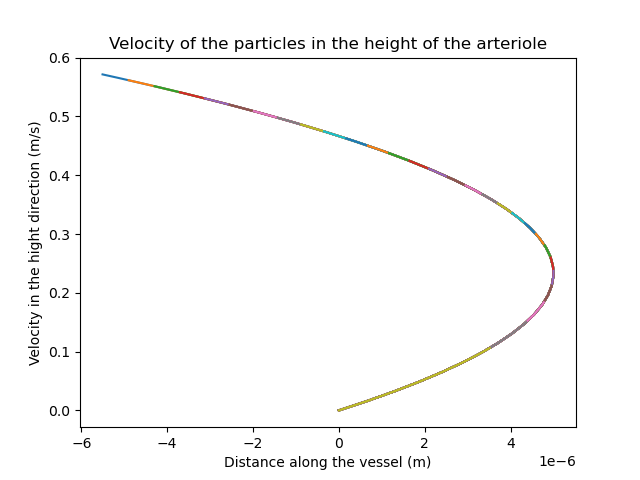 Velocity of the particles in the height of the arteriole
Velocity in the hight direction (m/s)
0.6
0.5
0.4
0.3
0.2
0.1
0.0
−6 −4 −2 0 2 4
1e−6
Distance along the vessel (m)